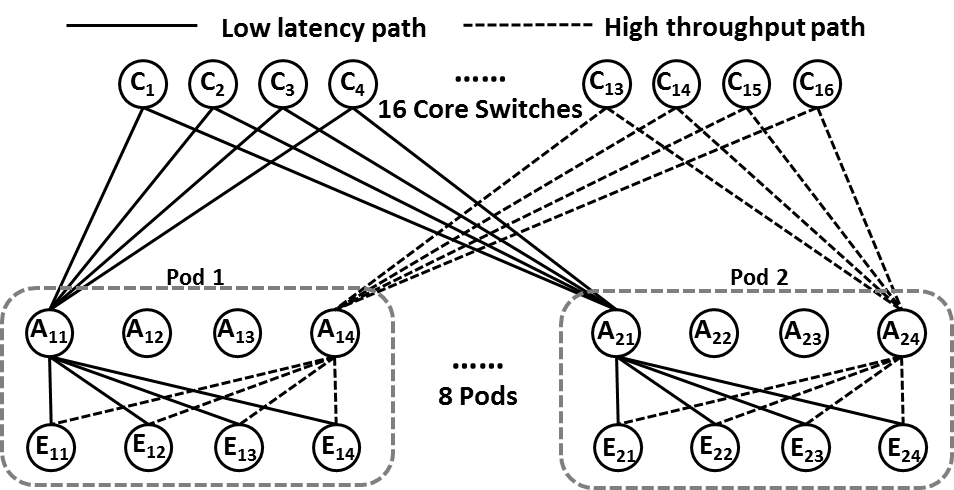 Low latency path High throughput path
C1 C2 C3 C4 ...... C13 C14 C15 C16
16 Core Switches
Pod 1 Pod 2
A11 A12 A13 A14 A21 A22 A23 A24
......
8 Pods
E11 E12 E13 E14 E21 E22 E23 E24